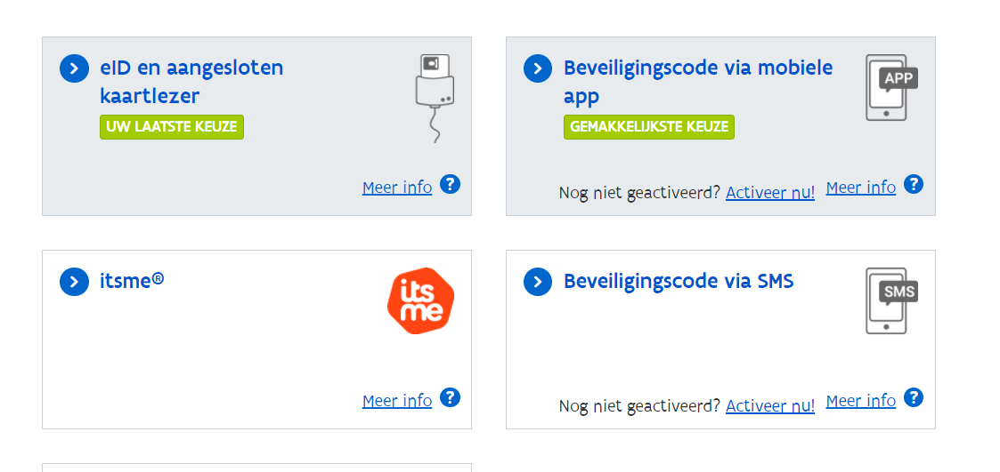 eID en aangesloten
kaartlezer
UW LAATSTE KEUZE
Meer info ?
Beveiligingscode via mobiele
app
APP
GEMAKKELIJKSTE KEUZE
Nog niet geactiveerd? Activeer nu! Meer info ?
itsme®
its
me
Meer info ?
Beveiligingscode via SMS
SMS
Nog niet geactiveerd? Activeer nu! Meer info ?